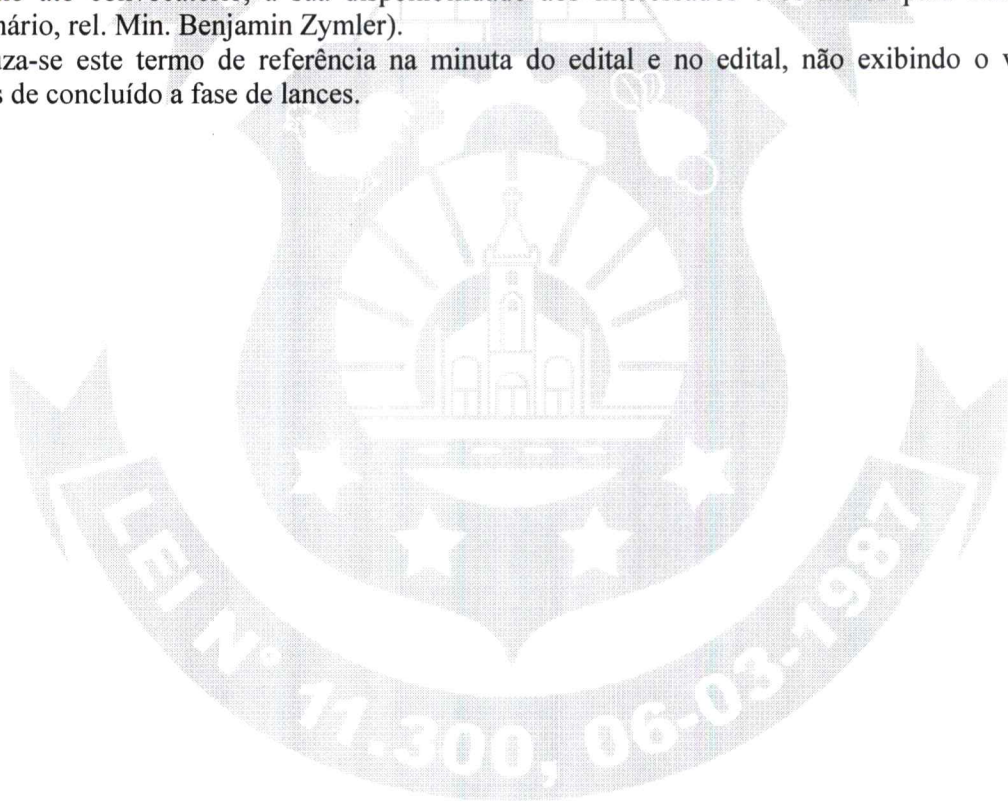 nário, rel. Min. Benjamin Zymler).
uza-se este termo de referência na minuta do edital e no edital, não exibindo o v
s de concluído a fase de lances.
LEI Nº 11.300, 06-03-1987